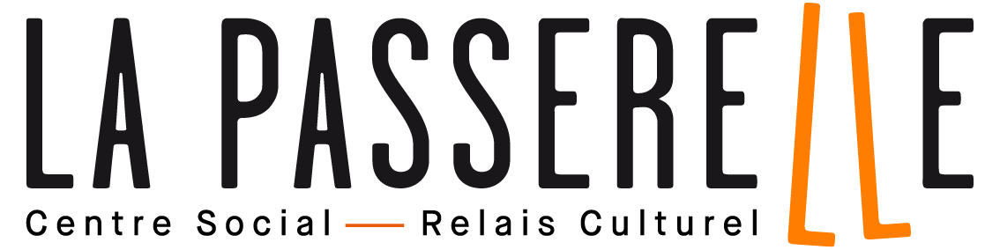 LA PASSERELLE
Centre Social — Relais Culturel